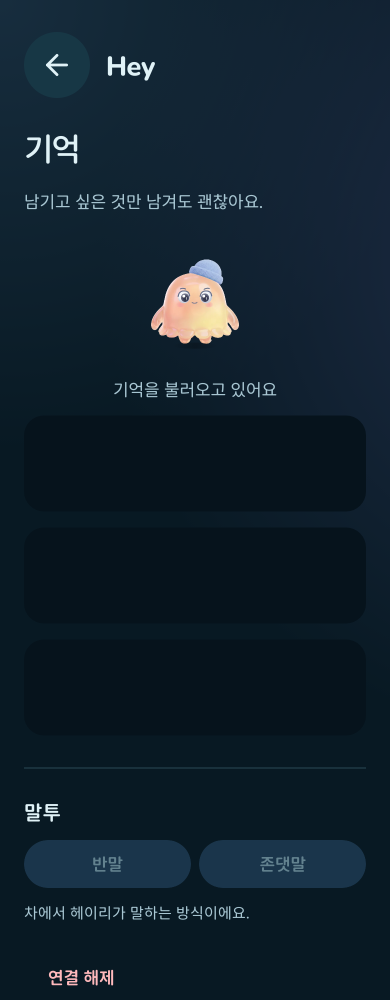 Hey
기억
남기고 싶은 것만 남겨도 괜찮아요.
기억을 불러오고 있어요
말투
반말
존댓말
차에서 헤이리가 말하는 방식이에요.
연결 해제